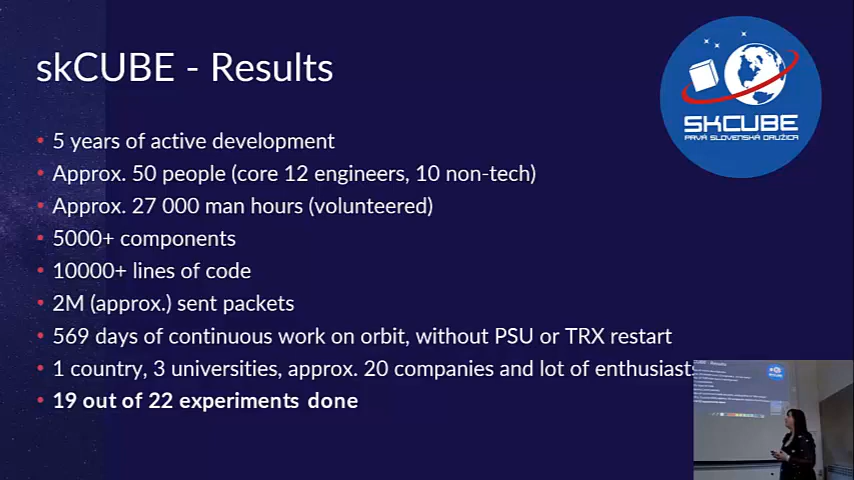 skCUBE - Results
SKCUBE
PRVÁ SLOVENSKÁ DRUŽICA
• 5 years of active development
• Approx. 50 people (core 12 engineers, 10 non-tech)
• Approx. 27 000 man hours (volunteered)
• 5000+ components
• 10000+ lines of code
• 2M (approx.) sent packets
• 569 days of continuous work on orbit, without PSU or TRX restart
• 1 country, 3 universities, approx. 20 companies and lot of enthusiasts
• 19 out of 22 experiments done